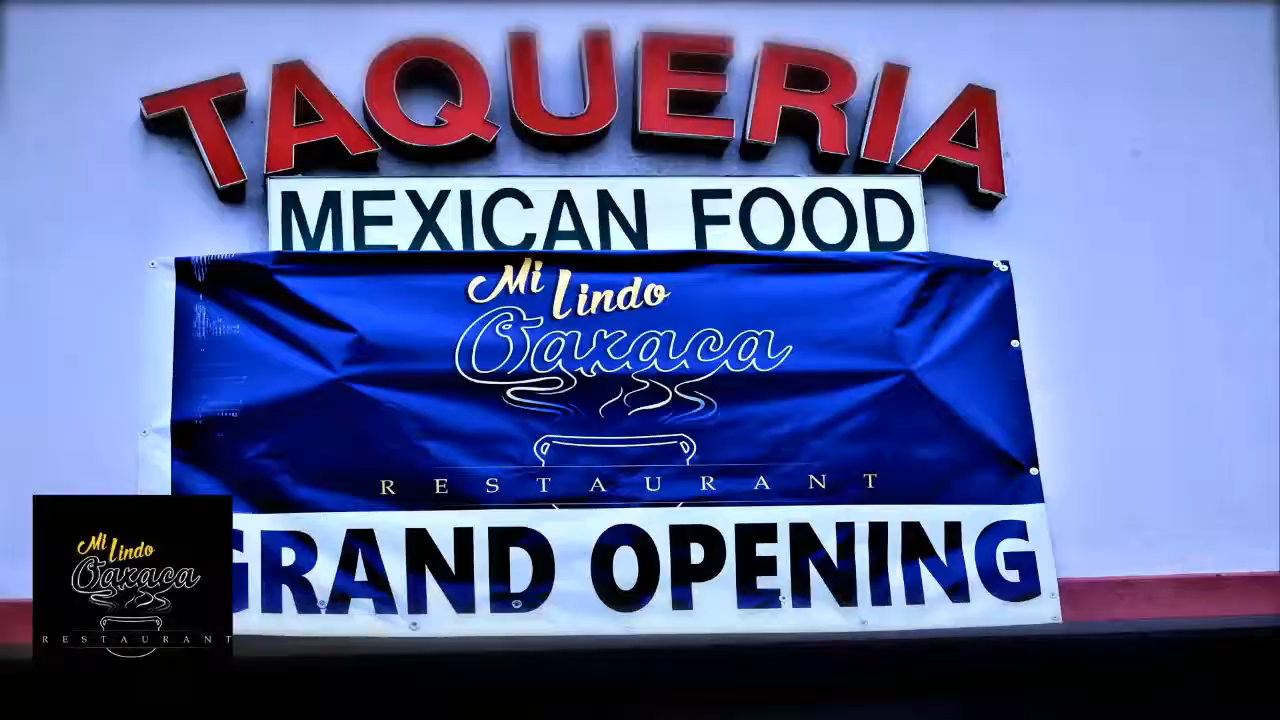 TAQUERIA
MEXICAN FOOD
Mi Lindo
Oaxaca
RESTAURANT
GRAND OPENING
Mi Lindo
Oaxaca
RESTAURANT